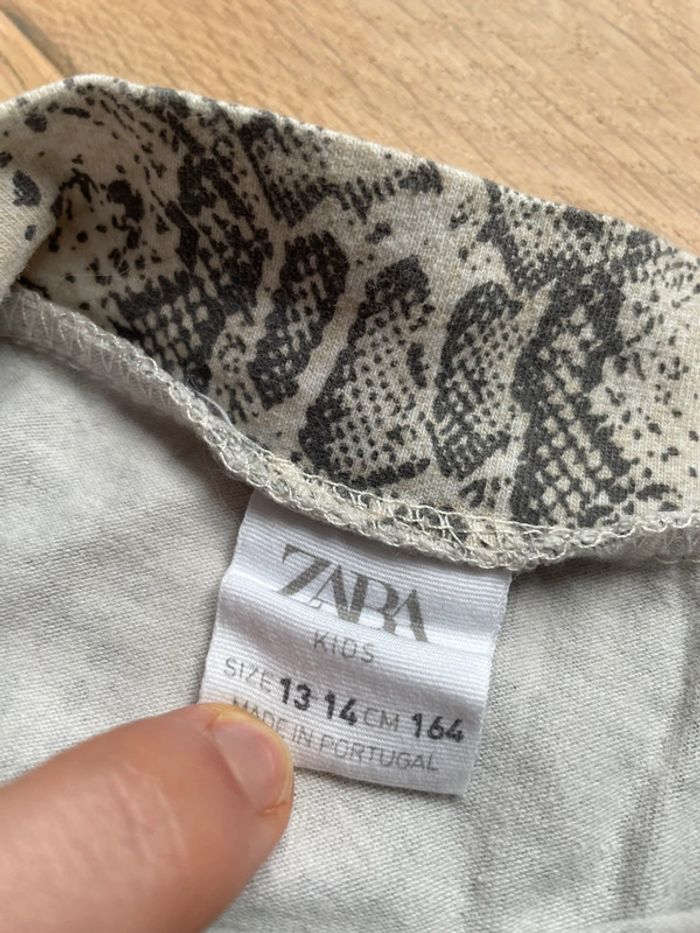 ZARA
KIDS
SIZE 13 14 CM 164
MADE IN PORTUGAL